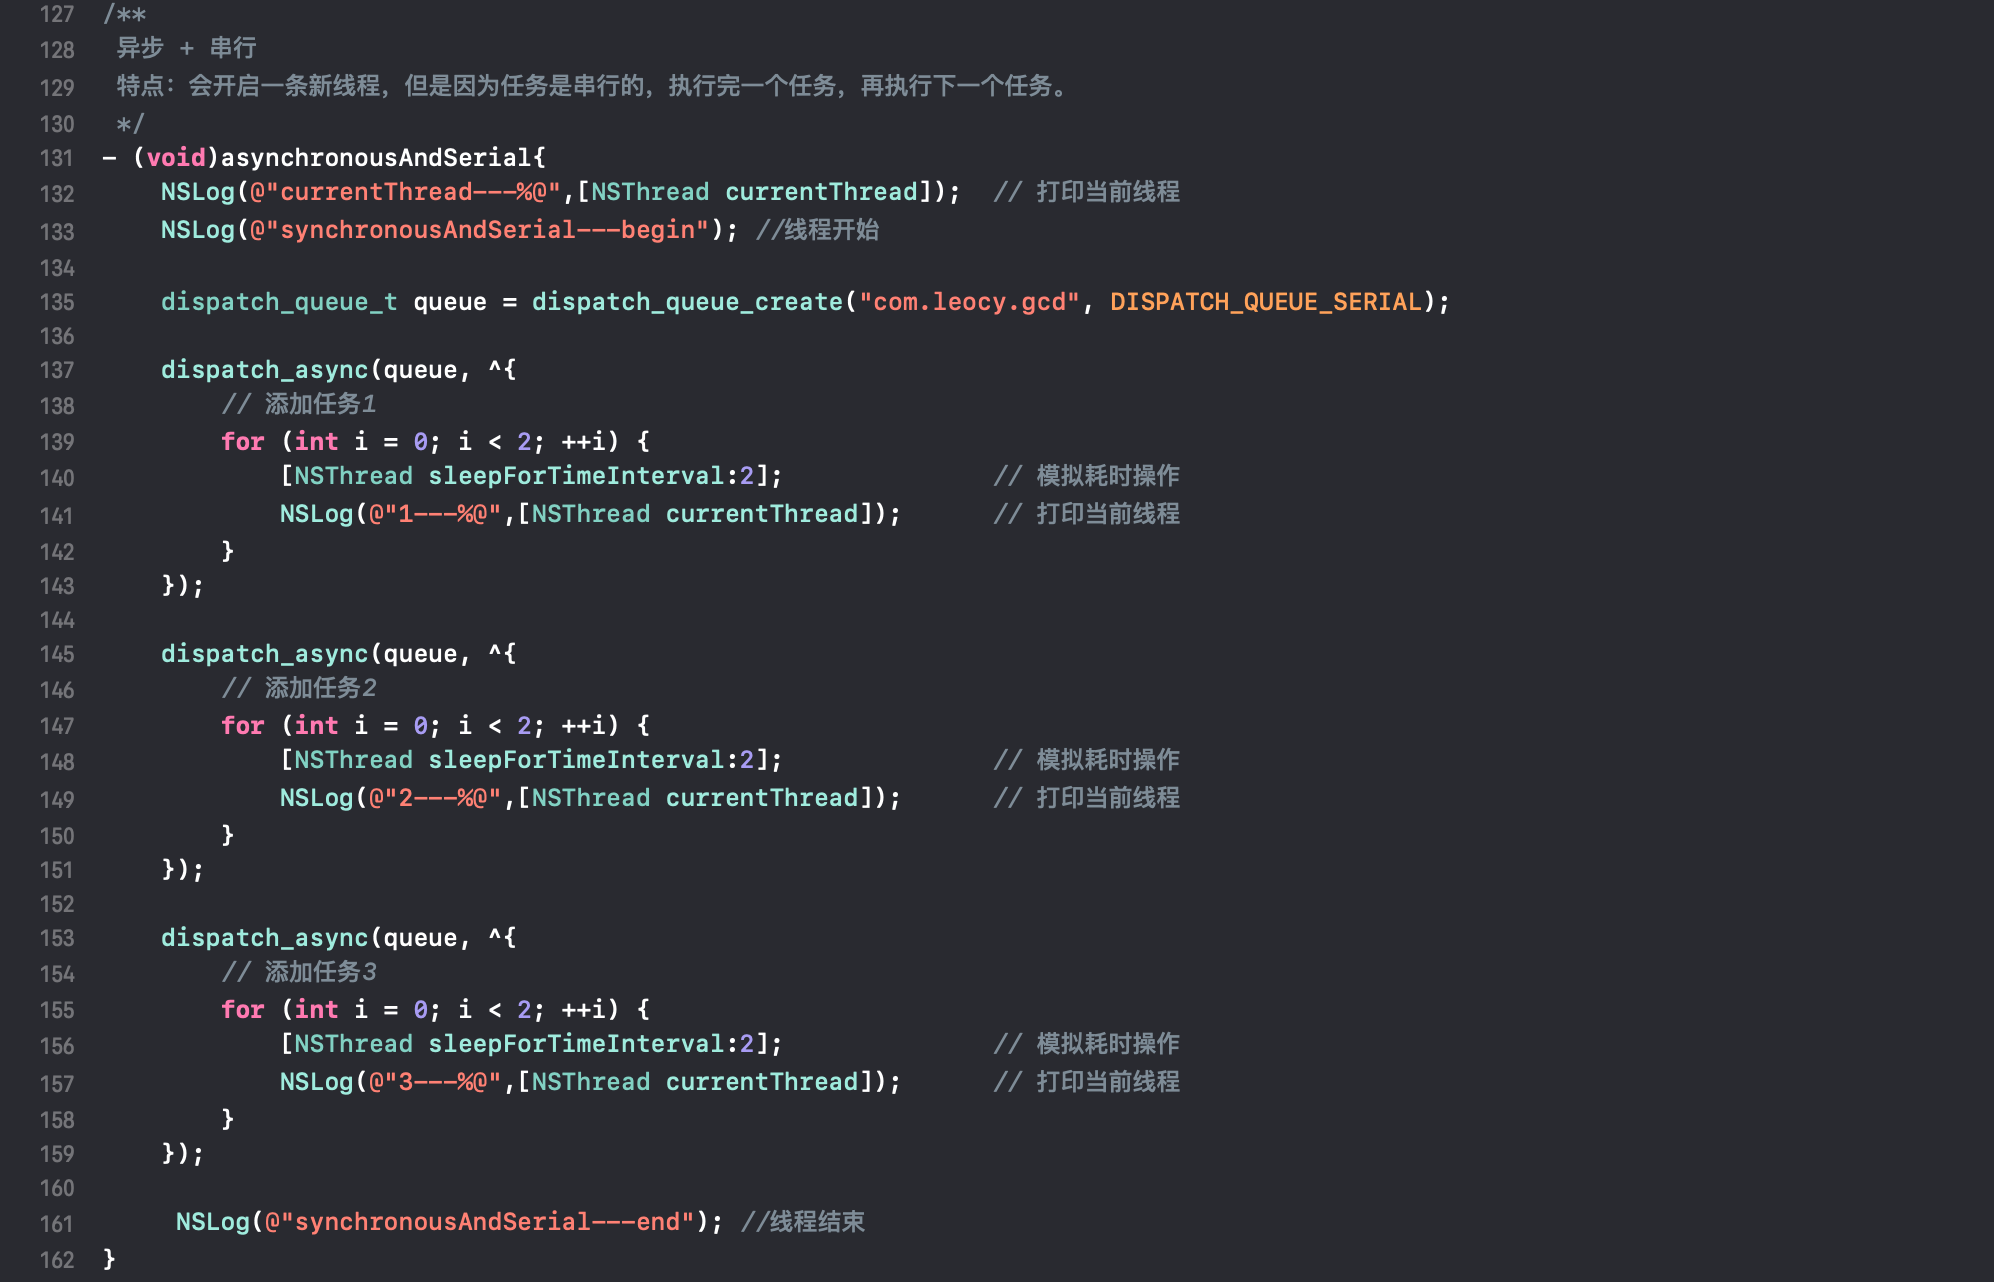 127 /**
128 异步 + 串行
129 特点：会开启一条新线程，但是因为任务是串行的，执行完一个任务，再执行下一个任务。
130 */
131 - (void)asynchronousAndSerial{
132 NSLog(@"currentThread---%@",[NSThread currentThread]); // 打印当前线程
133 NSLog(@"synchronousAndSerial---begin"); //线程开始
134
135 dispatch_queue_t queue = dispatch_queue_create("com.leocy.gcd", DISPATCH_QUEUE_SERIAL);
136
137 dispatch_async(queue, ^{
138 // 添加任务1
139 for (int i = 0; i < 2; ++i) {
140 [NSThread sleepForTimeInterval:2]; // 模拟耗时操作
141 NSLog(@"1---%@",[NSThread currentThread]); // 打印当前线程
142 }
143 });
144
145 dispatch_async(queue, ^{
146 // 添加任务2
147 for (int i = 0; i < 2; ++i) {
148 [NSThread sleepForTimeInterval:2]; // 模拟耗时操作
149 NSLog(@"2---%@",[NSThread currentThread]); // 打印当前线程
150 }
151 });
152
153 dispatch_async(queue, ^{
154 // 添加任务3
155 for (int i = 0; i < 2; ++i) {
156 [NSThread sleepForTimeInterval:2]; // 模拟耗时操作
157 NSLog(@"3---%@",[NSThread currentThread]); // 打印当前线程
158 }
159 });
160
161 NSLog(@"synchronousAndSerial---end"); //线程结束
162 }